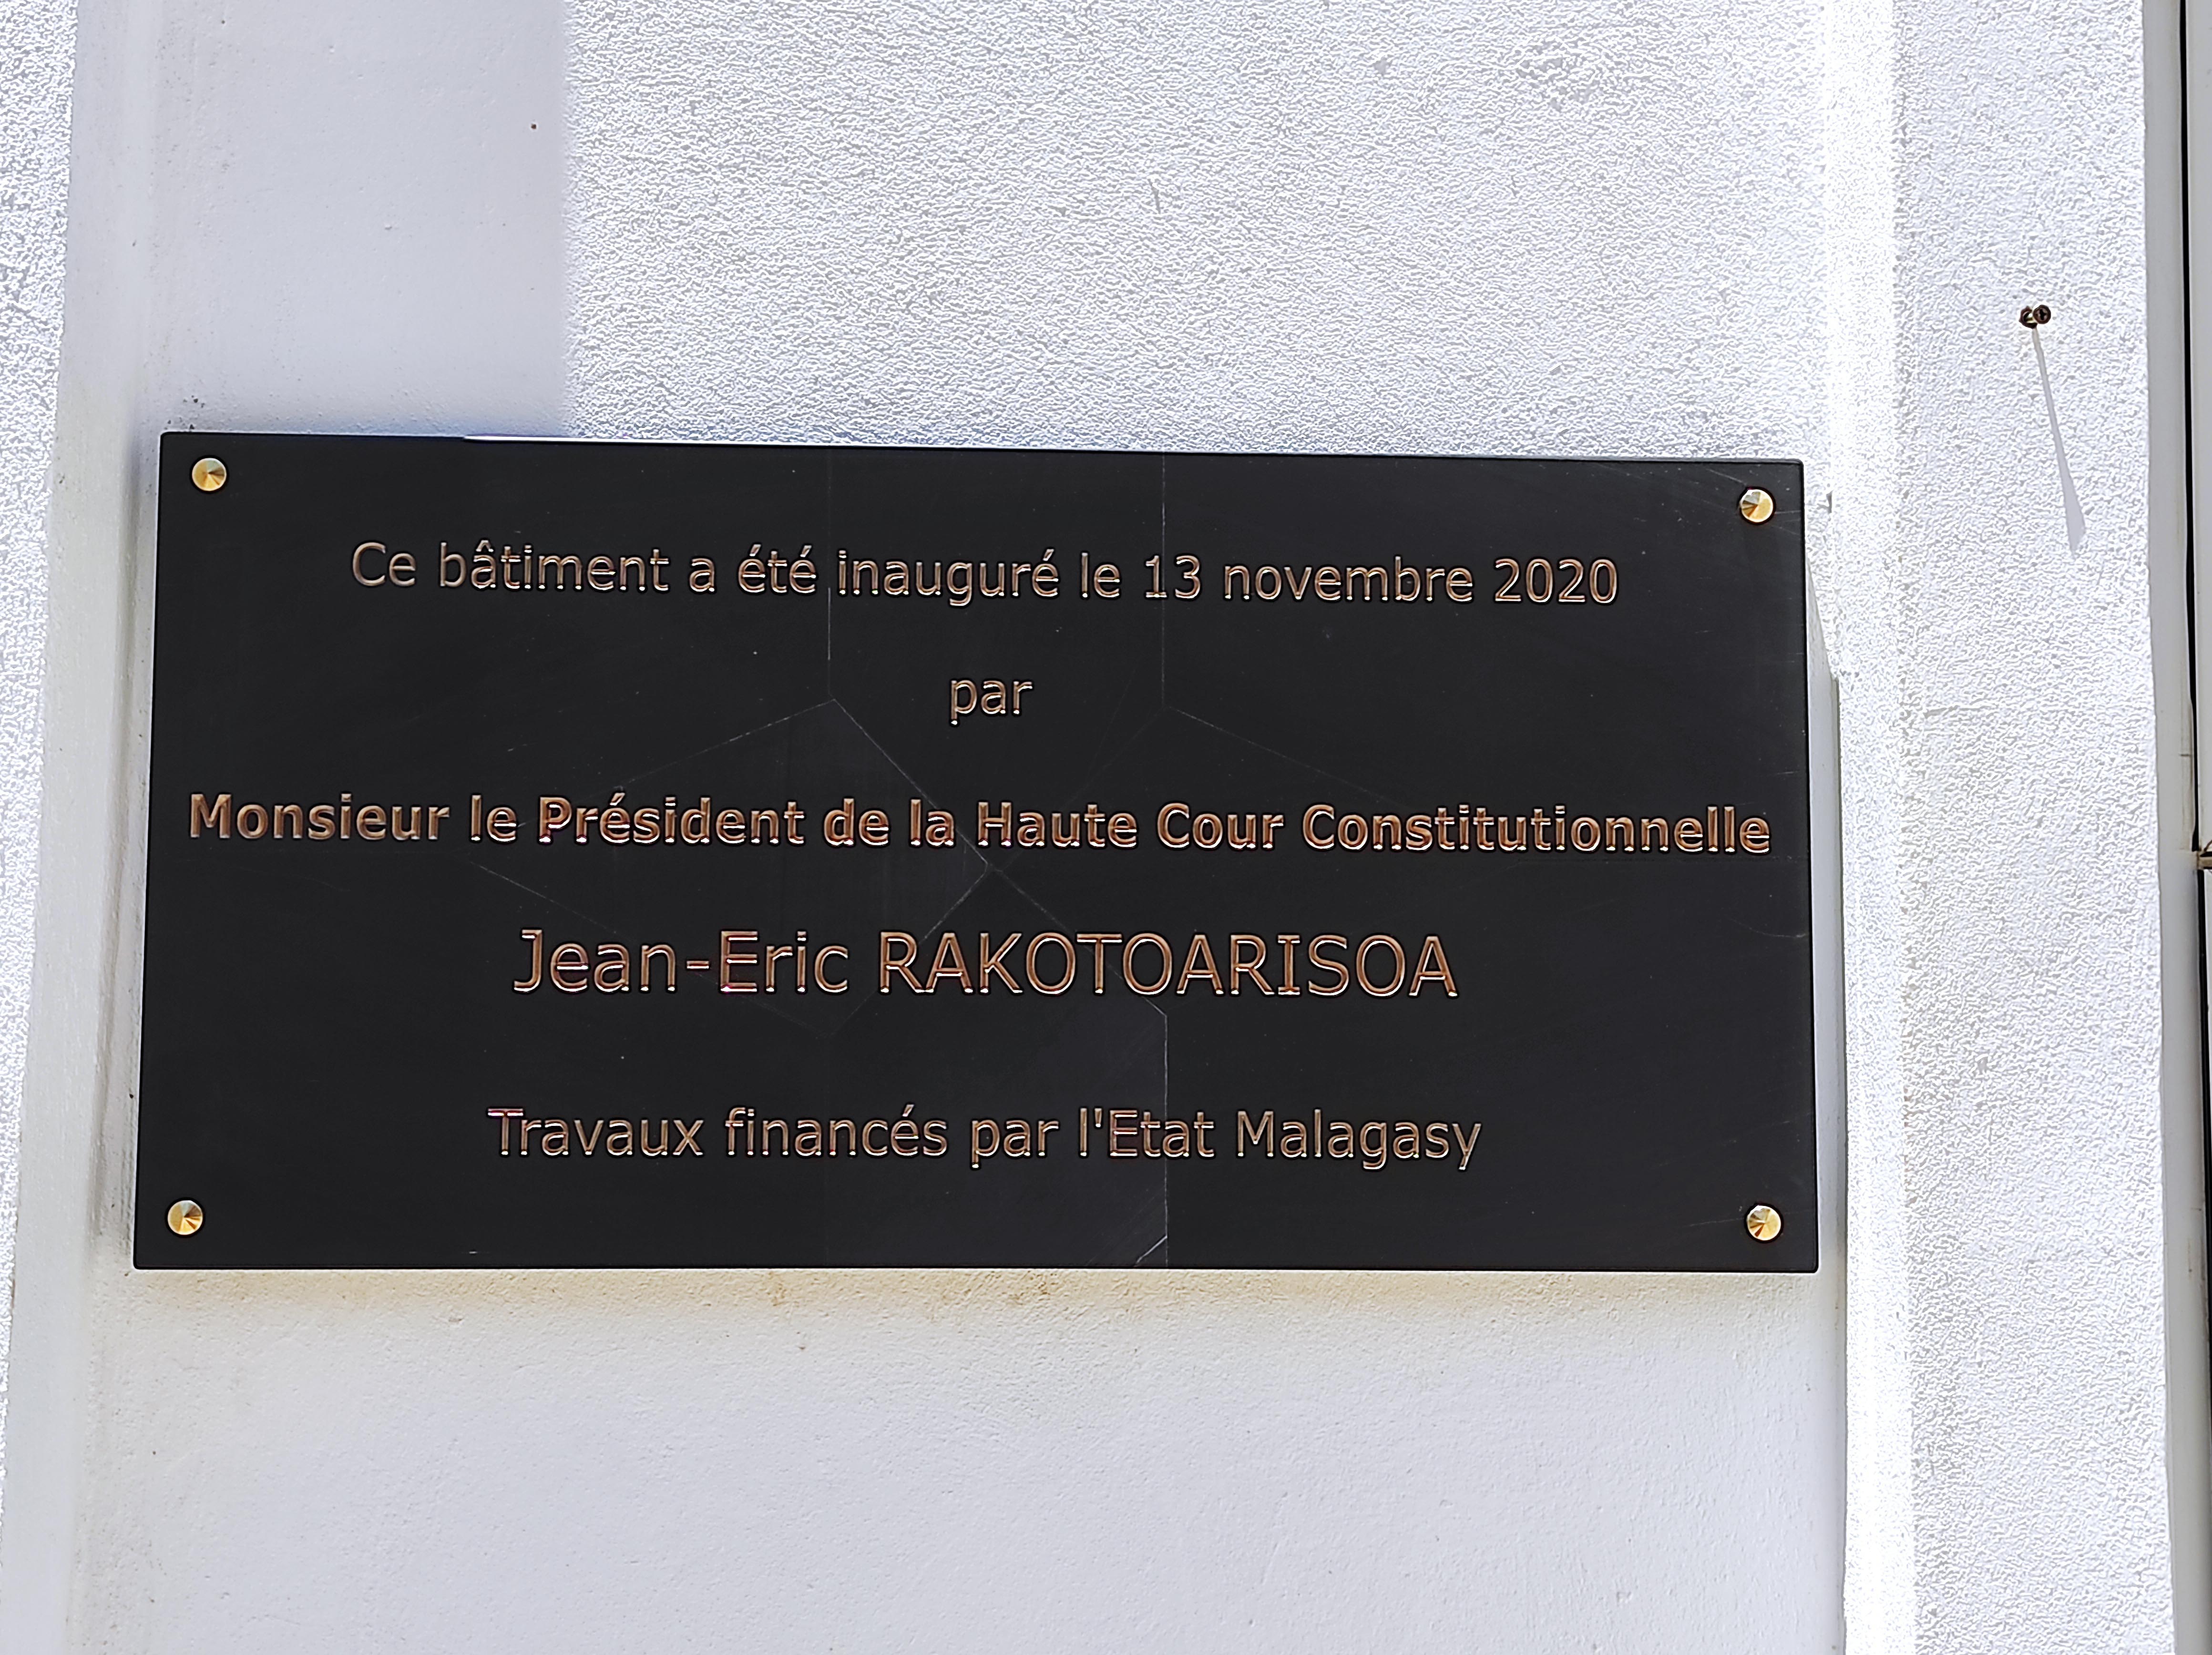 Ce bâtiment a été inauguré le 13 novembre 2020
par
Monsieur le Président de la Haute Cour Constitutionnelle
Jean-Eric RAKOTOARISOA
Travaux financés par l'Etat Malagasy